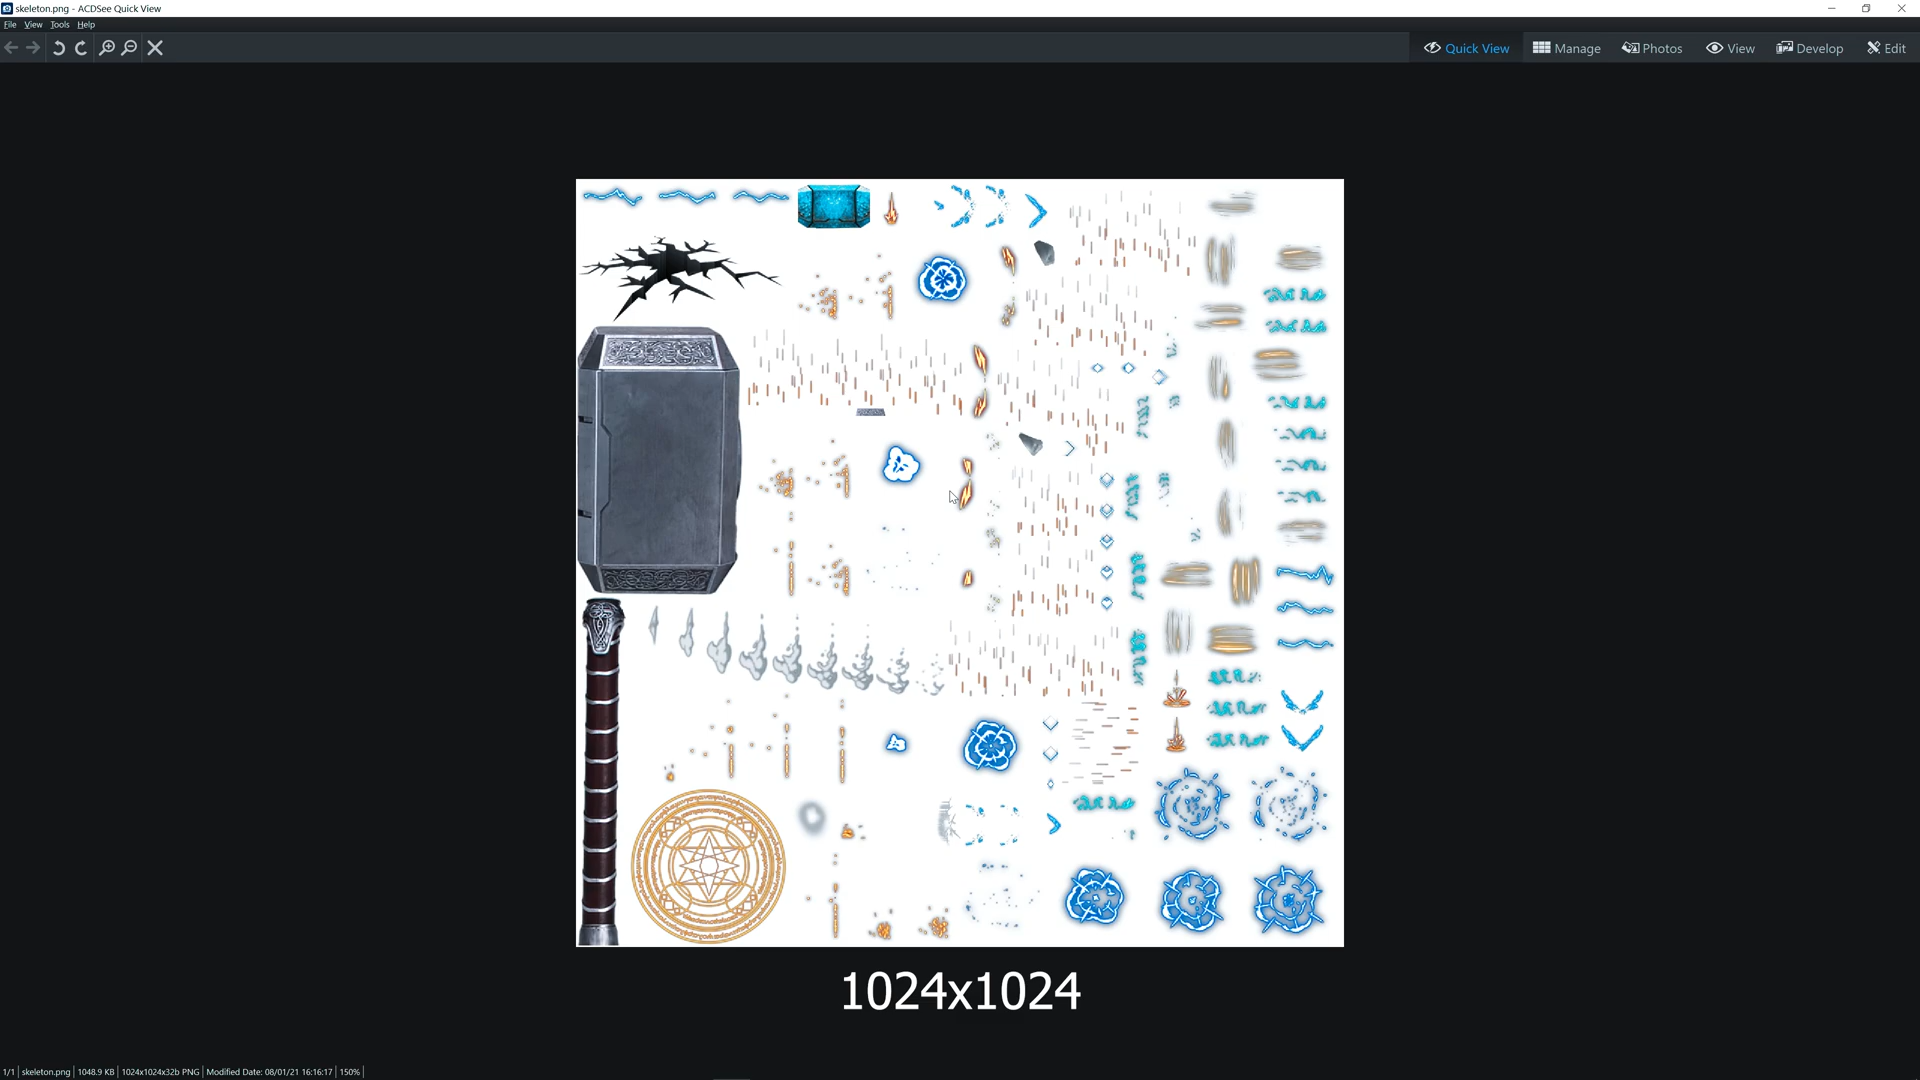 skeleton.png - ACDSee Quick View
File View Tools Help
Quick View Manage Photos View Develop Edit
1024x1024
1/1 skeleton.png 1048.9 KB 1024x1024x32b PNG Modified Date: 08/01/21 16:16:17 150%